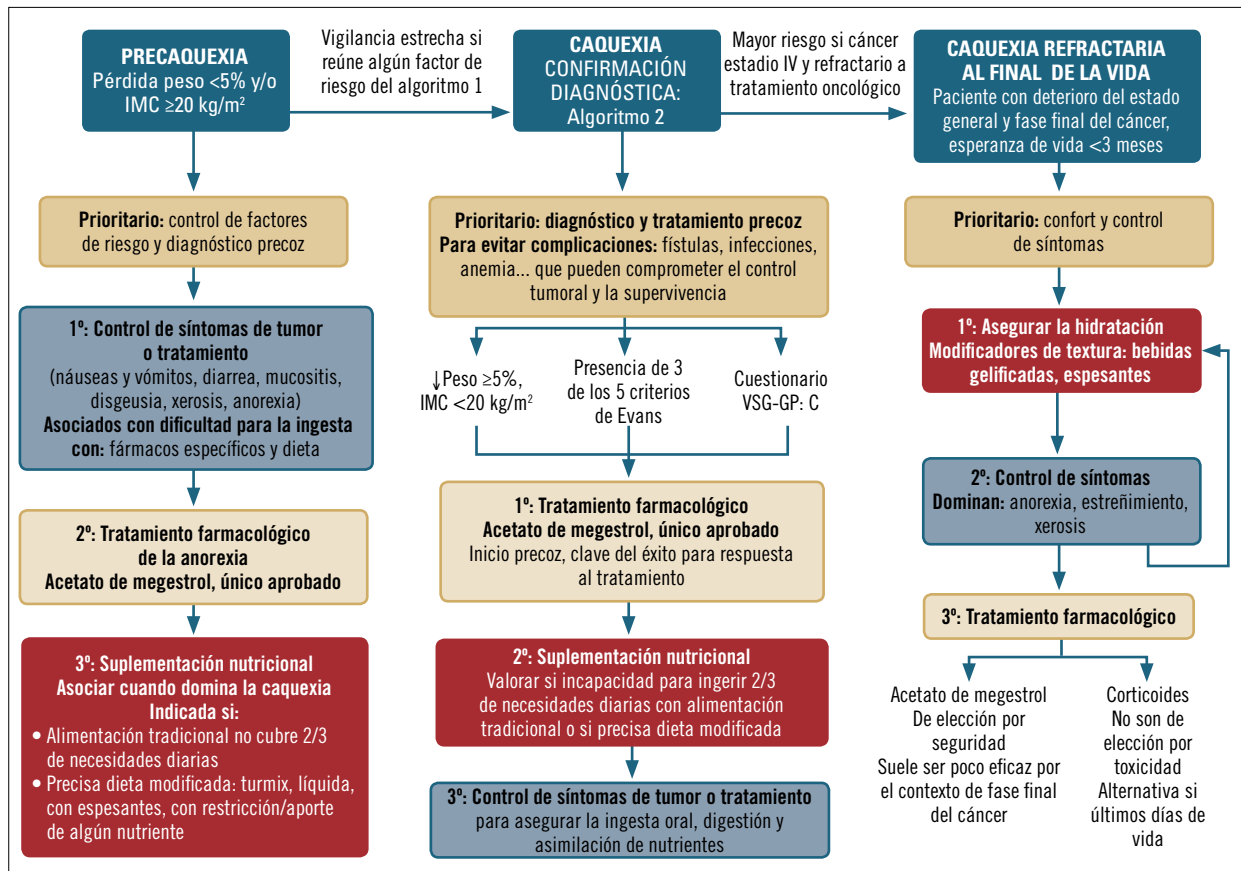 PRECAQUEXIA
Pérdida peso <5% y/o
IMC ≥20 kg/m²
Vigilancia estrecha si
reúne algún factor de
riesgo del algoritmo 1
CAQUEXIA
CONFIRMACIÓN
DIAGNÓSTICA:
Algoritmo 2
Mayor riesgo si cáncer
estadio IV y refractario a
tratamiento oncológico
CAQUEXIA REFRACTARIA
AL FINAL DE LA VIDA
Paciente con deterioro del estado
general y fase final del cáncer,
esperanza de vida <3 meses
Prioritario: control de factores
de riesgo y diagnóstico precoz
1º: Control de síntomas de tumor
o tratamiento
(náuseas y vómitos, diarrea, mucositis,
disgeusia, xerosis, anorexia)
Asociados con dificultad para la ingesta
con: fármacos específicos y dieta
2º: Tratamiento farmacológico
de la anorexia
Acetato de megestrol, único aprobado
3º: Suplementación nutricional
Asociar cuando domina la caquexia
Indicada si:
• Alimentación tradicional no cubre 2/3
de necesidades diarias
• Precisa dieta modificada: turmix, líquida,
con espesantes, con restricción/aporte
de algún nutriente
Prioritario: diagnóstico y tratamiento precoz
Para evitar complicaciones: fístulas, infecciones,
anemia... que pueden comprometer el control
tumoral y la supervivencia
↓Peso ≥5%,
IMC <20 kg/m²
Presencia de 3
de los 5 criterios
de Evans
Cuestionario
VSG-GP: C
1º: Tratamiento farmacológico
Acetato de megestrol, único aprobado
Inicio precoz, clave del éxito para respuesta
al tratamiento
2º: Suplementación nutricional
Valorar si incapacidad para ingerir 2/3
de necesidades diarias con alimentación
tradicional o si precisa dieta modificada
3º: Control de síntomas de tumor o tratamiento
para asegurar la ingesta oral, digestión y
asimilación de nutrientes
Prioritario: confort y control
de síntomas
1º: Asegurar la hidratación
Modificadores de textura: bebidas
gelificadas, espesantes
2º: Control de síntomas
Dominan: anorexia, estreñimiento,
xerosis
3º: Tratamiento farmacológico
Acetato de megestrol
De elección por
seguridad
Suele ser poco eficaz por
el contexto de fase final
del cáncer
Corticoides
No son de
elección por
toxicidad
Alternativa si
últimos días de
vida